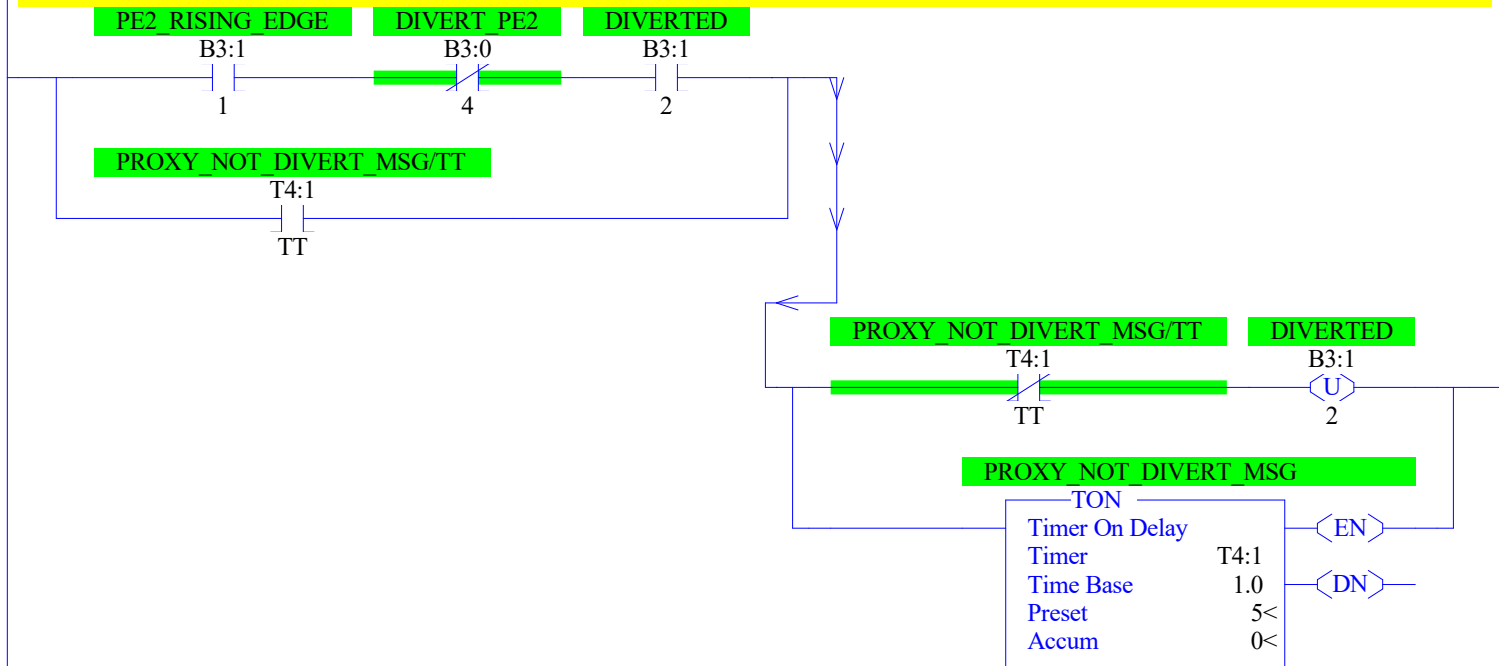 PE2_RISING_EDGE DIVERT_PE2 DIVERTED
B3:1 B3:0 B3:1
1 4 2
PROXY_NOT_DIVERT_MSG/TT
T4:1
TT
PROXY_NOT_DIVERT_MSG/TT DIVERTED
T4:1 B3:1
U
TT 2
PROXY_NOT_DIVERT_MSG
TON
Timer On Delay EN
Timer T4:1
Time Base 1.0 DN
Preset 5<
Accum 0<